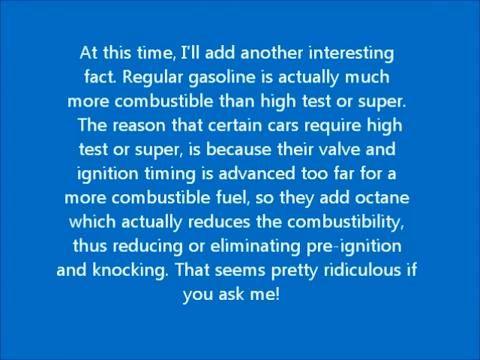 At this time, I'll add another interesting
fact. Regular gasoline is actually much
more combustible than high test or super.
The reason that certain cars require high
test or super, is because their valve and
ignition timing is advanced too far for a
more combustible fuel, so they add octane
which actually reduces the combustibility,
thus reducing or eliminating pre-ignition
and knocking. That seems pretty ridiculous if
you ask me!